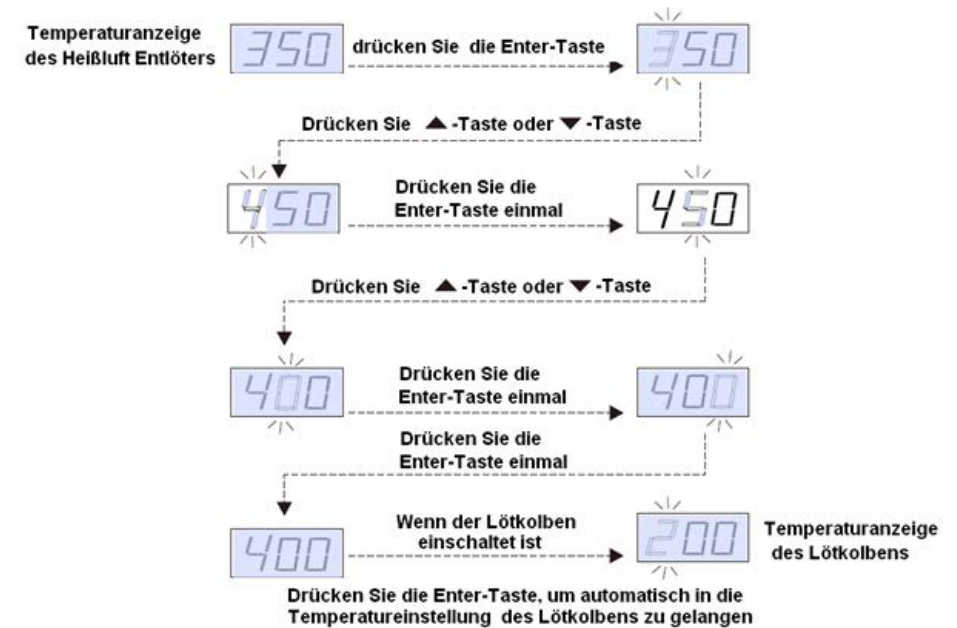 Temperaturanzeige
des Heißluft Entlöters
350
drücken Sie die Enter-Taste
350
Drücken Sie ▲ -Taste oder ▼ -Taste
450
Drücken Sie die
Enter-Taste einmal
450
Drücken Sie ▲ -Taste oder ▼ -Taste
400
Drücken Sie die
Enter-Taste einmal
400
Drücken Sie die
Enter-Taste einmal
400
Wenn der Lötkolben
einschaltet ist
200
Temperaturanzeige
des Lötkolbens
Drücken Sie die Enter-Taste, um automatisch in die
Temperatureinstellung des Lötkolbens zu gelangen